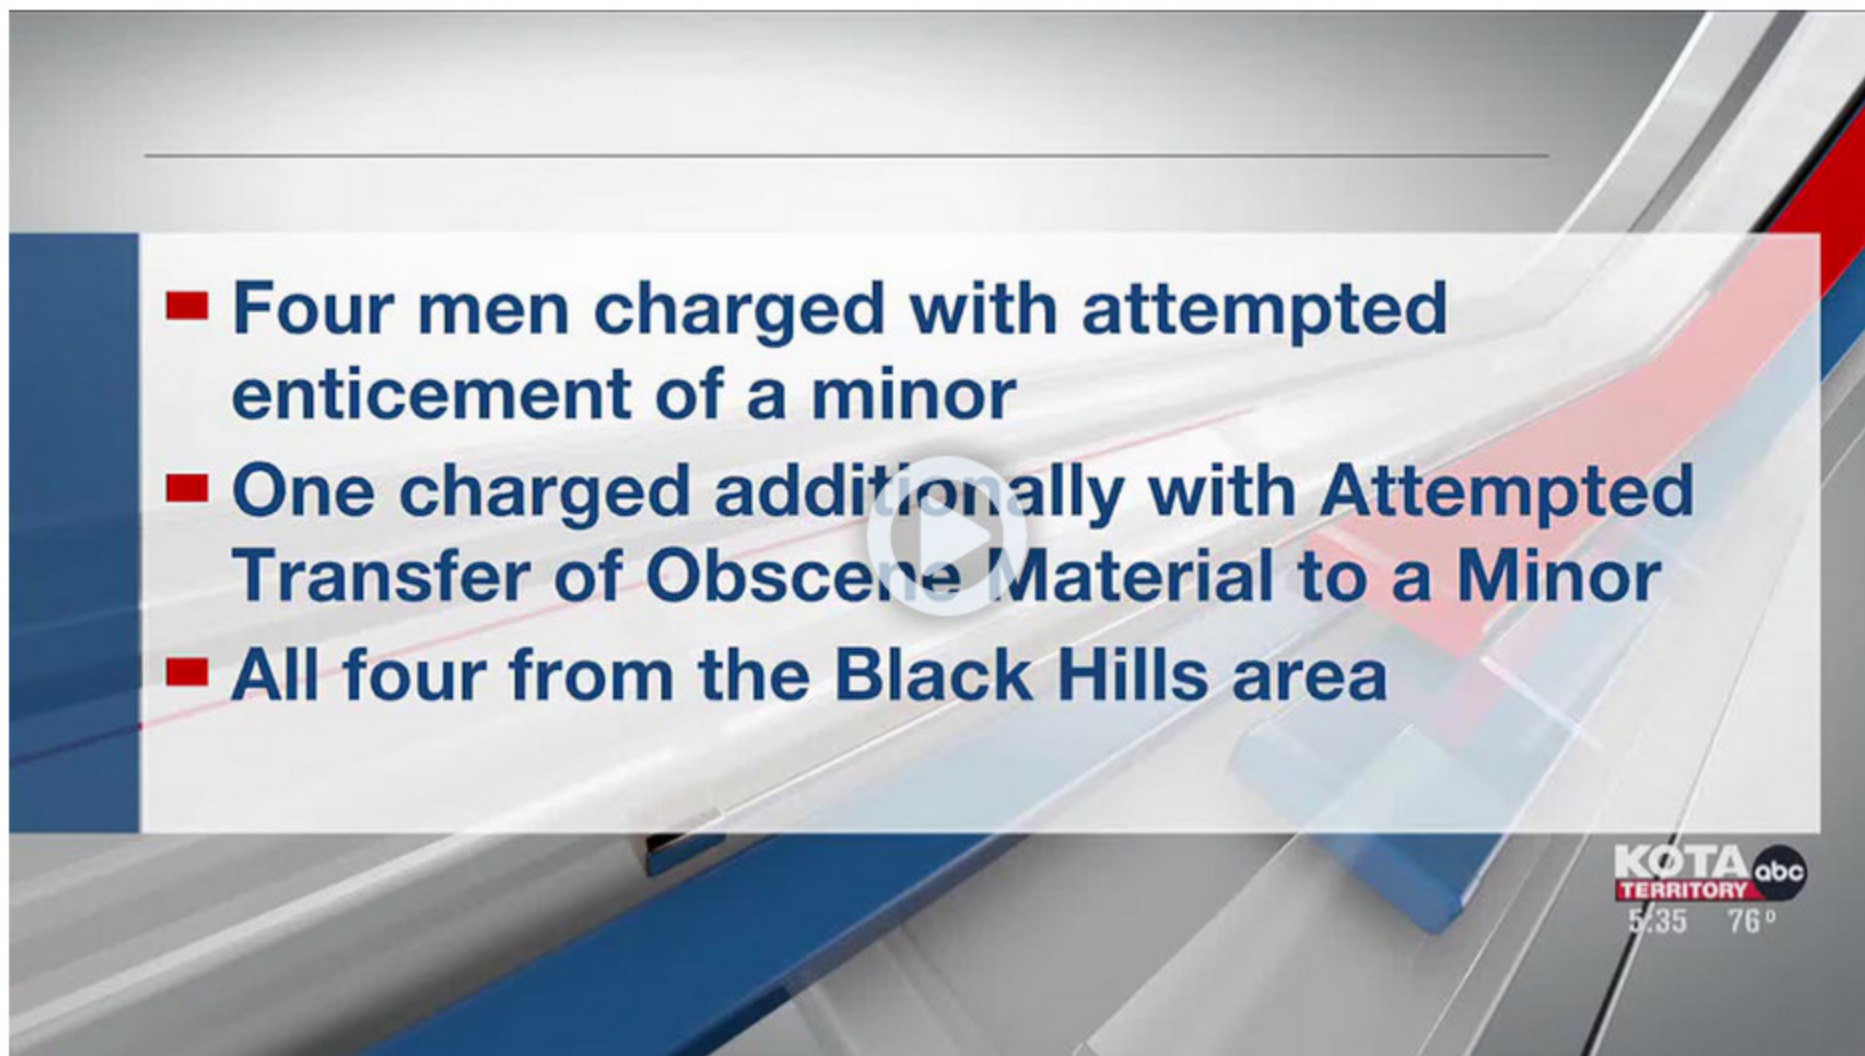 Four men charged with attempted
enticement of a minor
One charged additionally with Attempted
Transfer of Obscene Material to a Minor
All four from the Black Hills area
KOTA abc
TERRITORY
5:35 76°